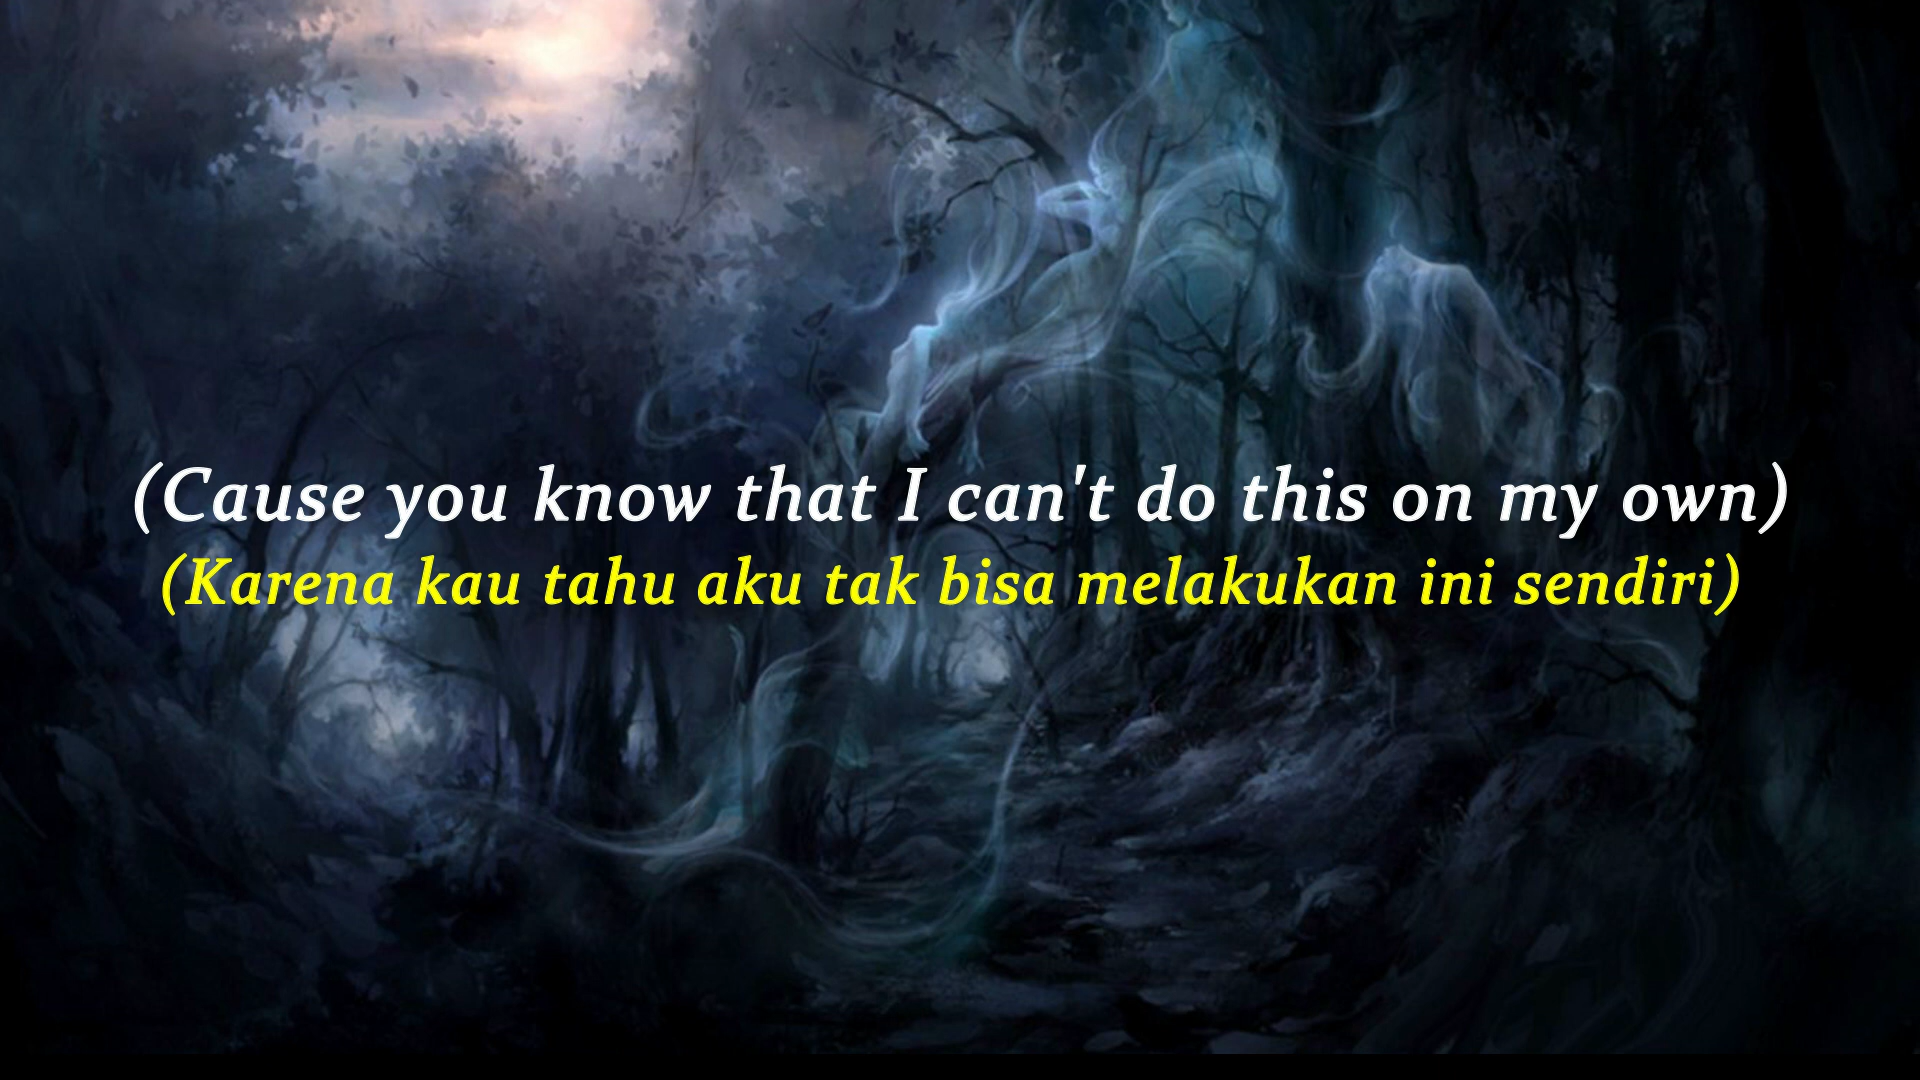 (Cause you know that I can't do this on my own)
(Karena kau tahu aku tak bisa melakukan ini sendiri)